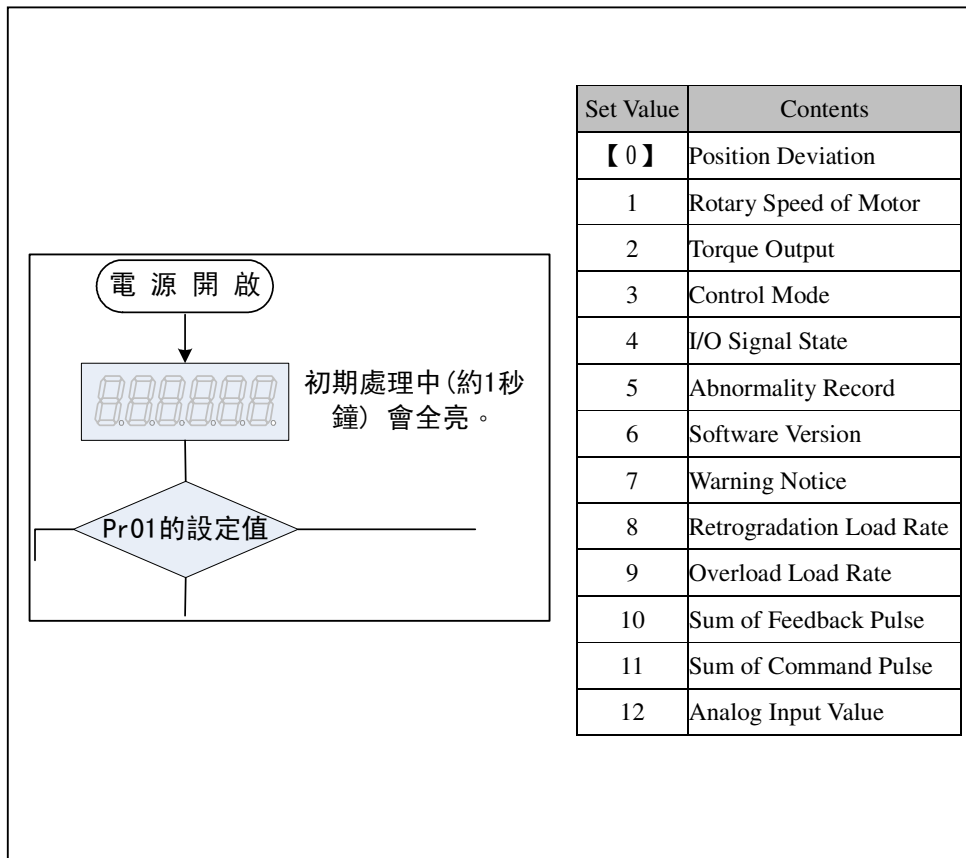 電源開啟
888888
初期處理中(約1秒
鐘) 會全亮。
Pr01的設定值
Set Value Contents
【0】 Position Deviation
1 Rotary Speed of Motor
2 Torque Output
3 Control Mode
4 I/O Signal State
5 Abnormality Record
6 Software Version
7 Warning Notice
8 Retrogradation Load Rate
9 Overload Load Rate
10 Sum of Feedback Pulse
11 Sum of Command Pulse
12 Analog Input Value